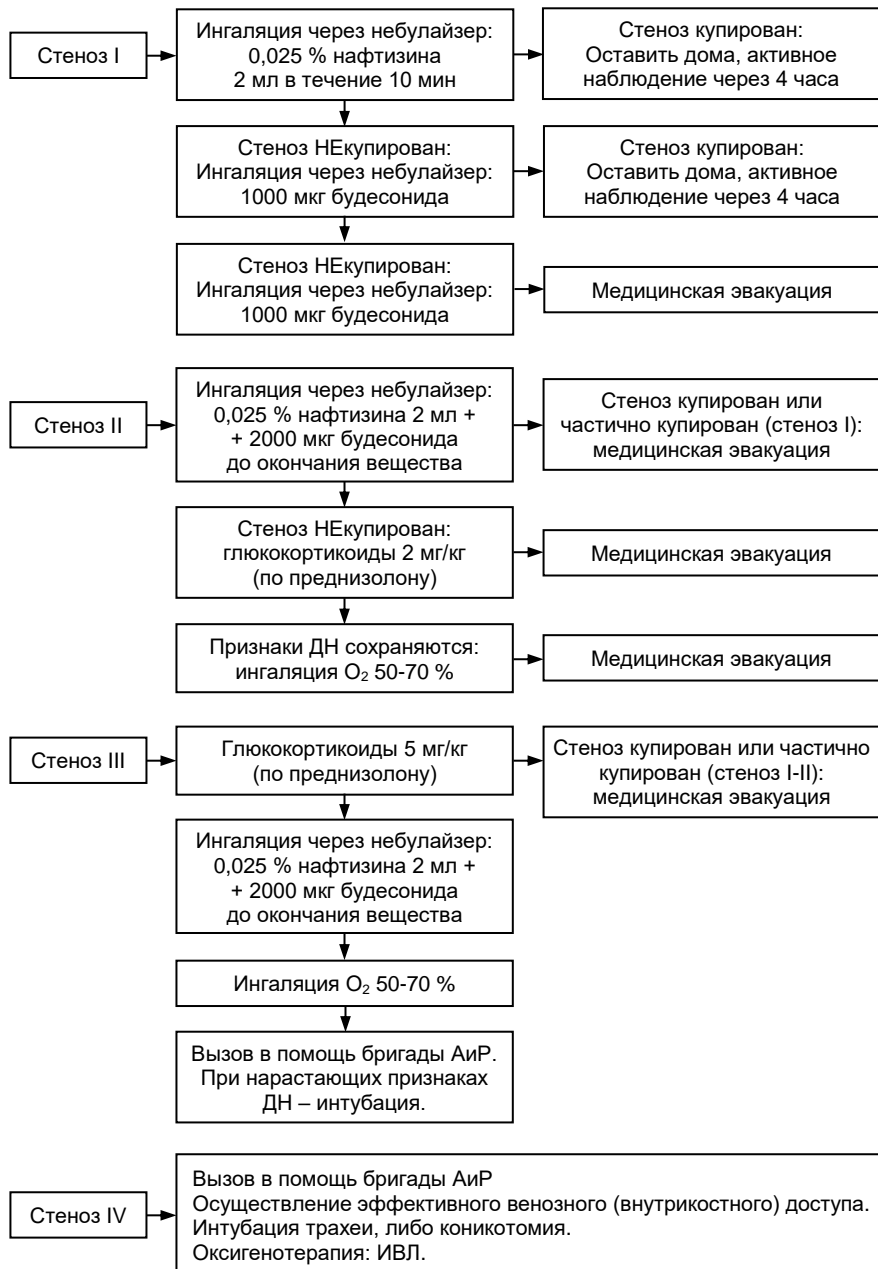 Стеноз I
Ингаляция через небулайзер:
0,025 % нафтизина
2 мл в течение 10 мин
Стеноз купирован:
Оставить дома, активное
наблюдение через 4 часа
Стеноз НЕкупирован:
Ингаляция через небулайзер:
1000 мкг будесонида
Стеноз купирован:
Оставить дома, активное
наблюдение через 4 часа
Стеноз НЕкупирован:
Ингаляция через небулайзер:
1000 мкг будесонида
Медицинская эвакуация
Стеноз II
Ингаляция через небулайзер:
0,025 % нафтизина 2 мл +
+ 2000 мкг будесонида
до окончания вещества
Стеноз купирован или
частично купирован (стеноз I):
медицинская эвакуация
Стеноз НЕкупирован:
глюкокортикоиды 2 мг/кг
(по преднизолону)
Медицинская эвакуация
Признаки ДН сохраняются:
ингаляция O₂ 50-70 %
Медицинская эвакуация
Стеноз III
Глюкокортикоиды 5 мг/кг
(по преднизолону)
Стеноз купирован или частично
купирован (стеноз I-II):
медицинская эвакуация
Ингаляция через небулайзер:
0,025 % нафтизина 2 мл +
+ 2000 мкг будесонида
до окончания вещества
Ингаляция O₂ 50-70 %
Вызов в помощь бригады АиР.
При нарастающих признаках
ДН – интубация.
Стеноз IV
Вызов в помощь бригады АиР
Осуществление эффективного венозного (внутрикостного) доступа.
Интубация трахеи, либо коникотомия.
Оксигенотерапия: ИВЛ.